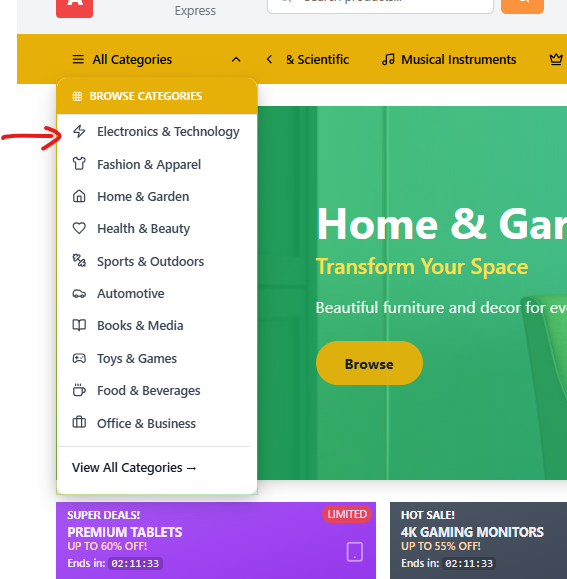 A
Express
Search products...
All Categories
& Scientific
Musical Instruments
BROWSE CATEGORIES
Electronics & Technology
Fashion & Apparel
Home & Garden
Health & Beauty
Sports & Outdoors
Automotive
Books & Media
Toys & Games
Food & Beverages
Office & Business
View All Categories →
Home & Gar
Transform Your Space
Beautiful furniture and decor for eve
Browse
SUPER DEALS!
LIMITED
PREMIUM TABLETS
UP TO 60% OFF!
Ends in: 02:11:33
HOT SALE!
4K GAMING MONITORS
UP TO 55% OFF!
Ends in: 02:11:33